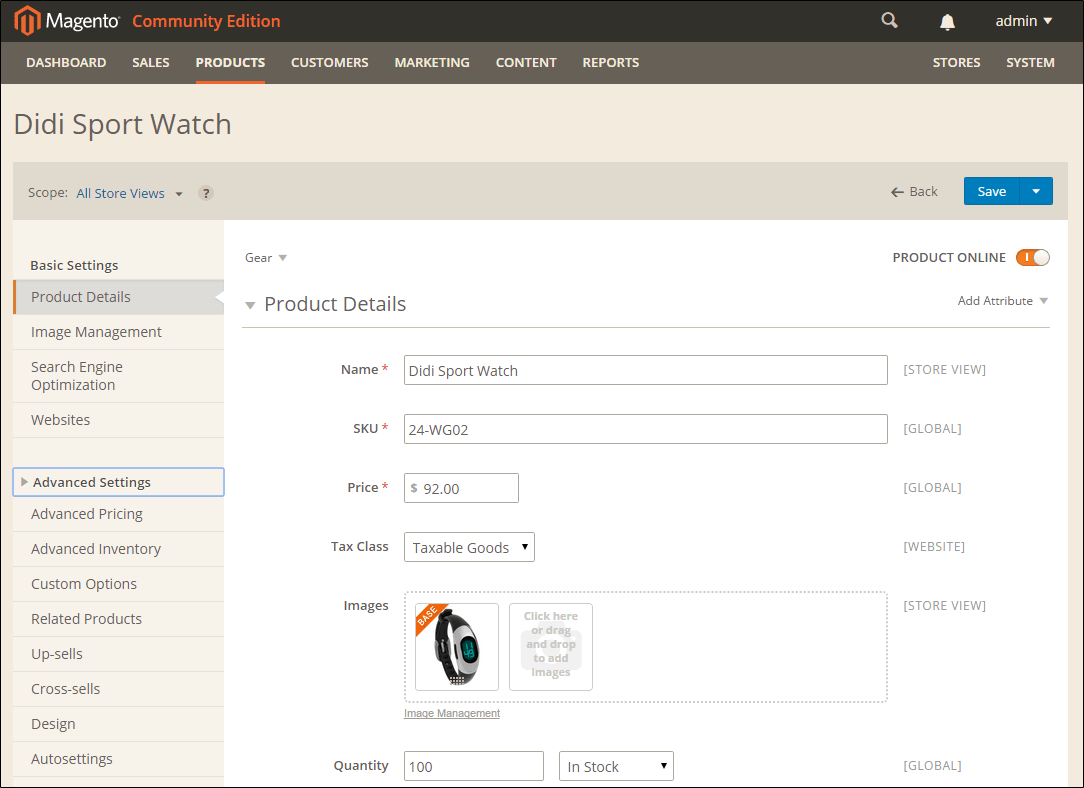 Magento Community Edition admin
DASHBOARD SALES PRODUCTS CUSTOMERS MARKETING CONTENT REPORTS STORES SYSTEM
Didi Sport Watch
Scope: All Store Views ? Back Save
Basic Settings
Product Details
Image Management
Search Engine
Optimization
Websites
Advanced Settings
Advanced Pricing
Advanced Inventory
Custom Options
Related Products
Up-sells
Cross-sells
Design
Autosettings
Gear PRODUCT ONLINE
Product Details Add Attribute
Name * Didi Sport Watch [STORE VIEW]
SKU * 24-WG02 [GLOBAL]
Price * $ 92.00 [GLOBAL]
Tax Class Taxable Goods [WEBSITE]
Images [STORE VIEW]
BASE
Click here
or drag
and drop
to add
images
Image Management
Quantity 100 In Stock [GLOBAL]